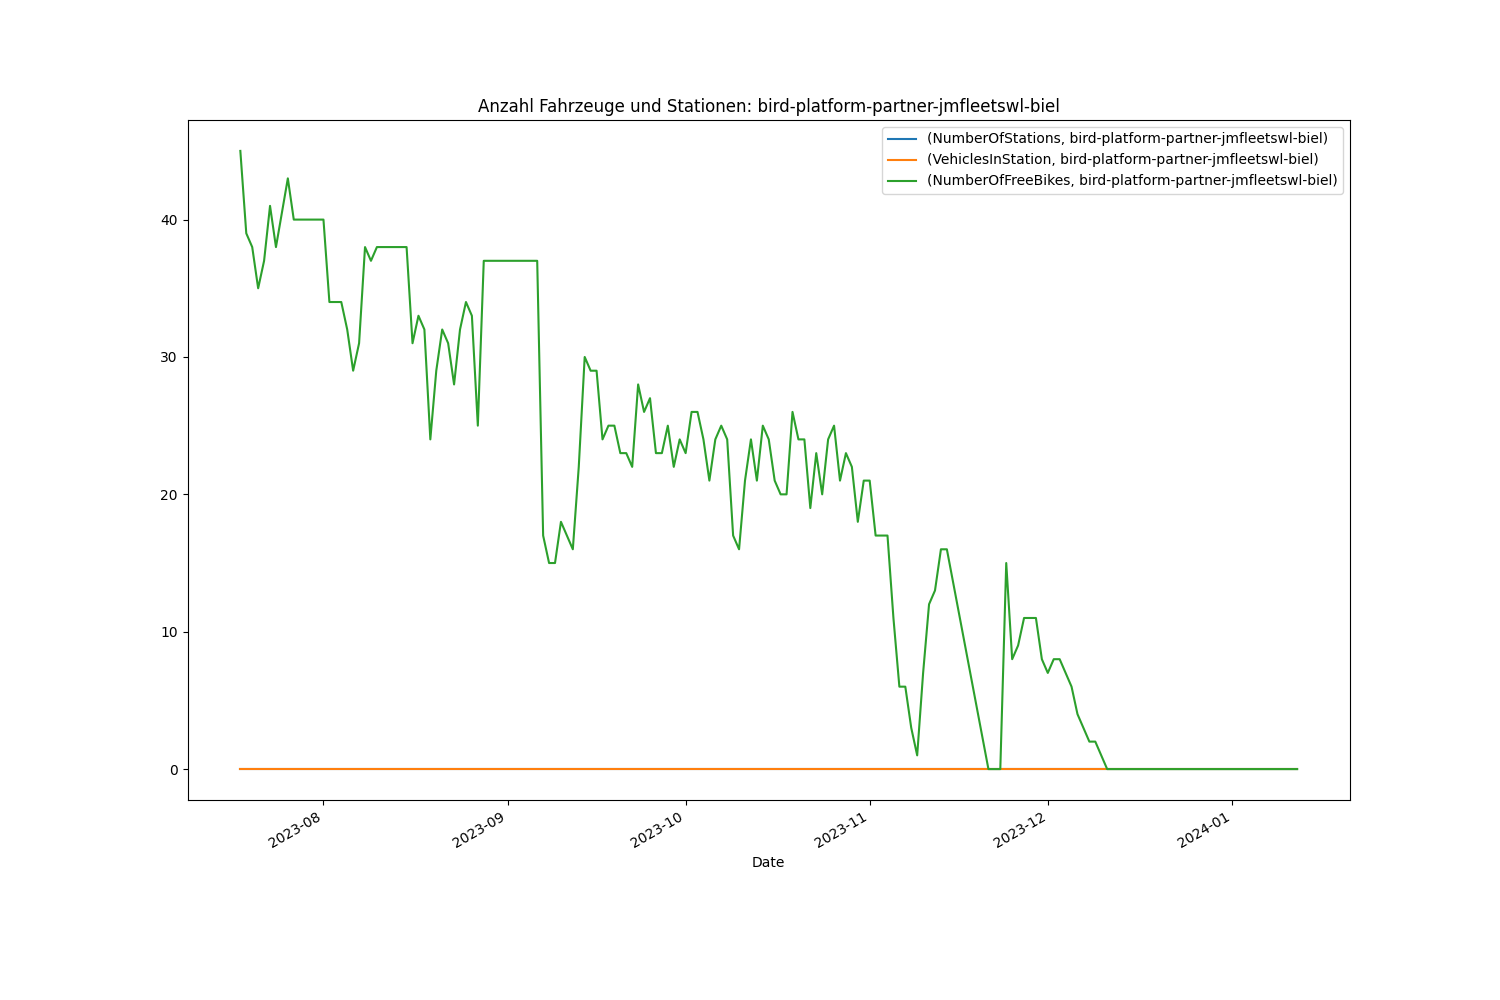 Anzahl Fahrzeuge und Stationen: bird-platform-partner-jmfleetswl-biel
(NumberOfStations, bird-platform-partner-jmfleetswl-biel)
(VehiclesInStation, bird-platform-partner-jmfleetswl-biel)
(NumberOfFreeBikes, bird-platform-partner-jmfleetswl-biel)
40
30
20
10
0
2023-08
2023-09
2023-10
2023-11
2023-12
2024-01
Date